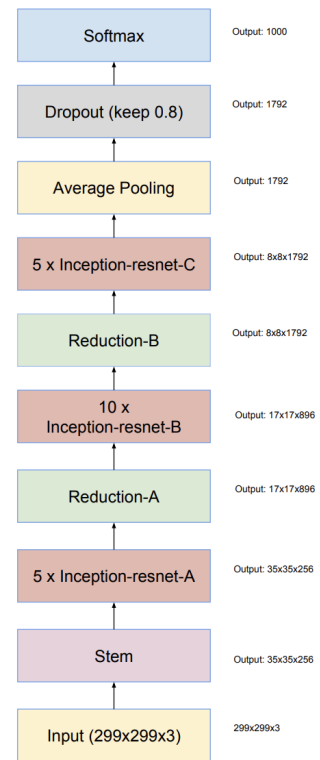 Softmax
Output: 1000
Dropout (keep 0.8)
Output: 1792
Average Pooling
Output: 1792
5 x Inception-resnet-C
Output: 8x8x1792
Reduction-B
Output: 8x8x1792
10 x
Inception-resnet-B
Output: 17x17x896
Reduction-A
Output: 17x17x896
5 x Inception-resnet-A
Output: 35x35x256
Stem
Output: 35x35x256
Input (299x299x3)
299x299x3